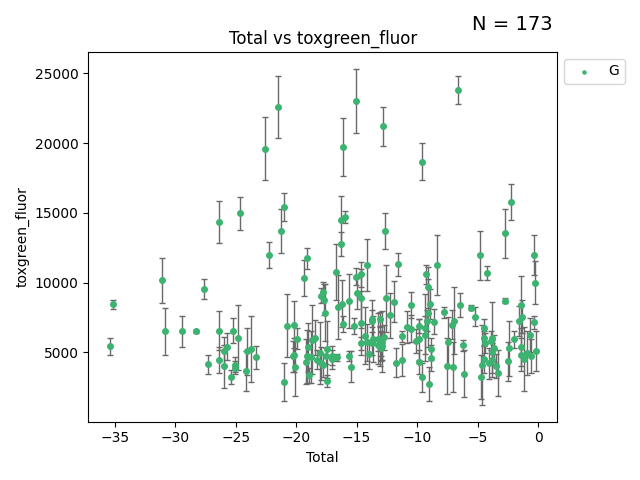 N = 173
Total vs toxgreen_fluor
G
25000
20000
15000
10000
5000
toxgreen_fluor
−35 −30 −25 −20 −15 −10 −5 0
Total